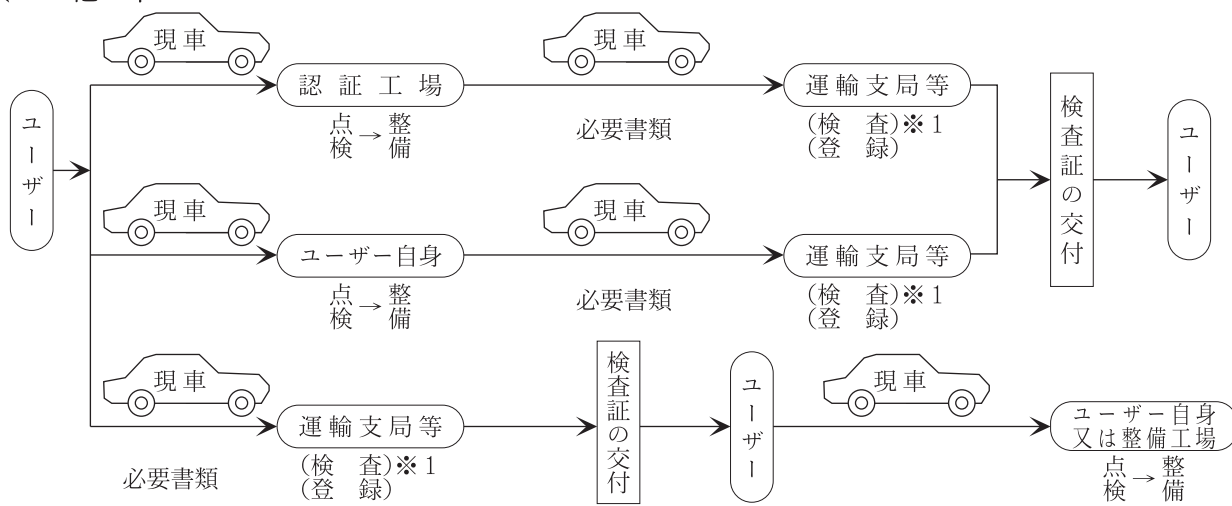 現車
現車
ユーザー
認証工場
点検→整備
必要書類
運輸支局等
(検 査)※1
(登 録)
検査証の交付
ユーザー
現車
現車
ユーザー自身
点検→整備
必要書類
運輸支局等
(検 査)※1
(登 録)
現車
必要書類
運輸支局等
(検 査)※1
(登 録)
検査証の交付
ユーザー
現車
ユーザー自身
又は整備工場
点検→整備